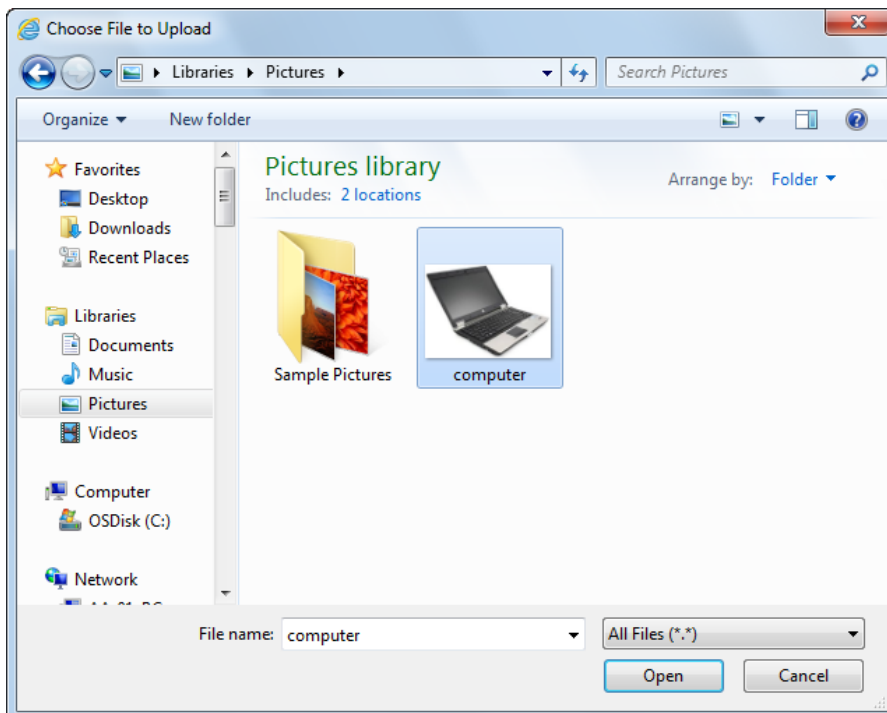 Choose File to Upload
Libraries Pictures
Search Pictures
Organize New folder
Favorites
Desktop
Downloads
Recent Places
Libraries
Documents
Music
Pictures
Videos
Computer
OSDisk (C:)
Network
Pictures library
Includes: 2 locations
Arrange by: Folder
Sample Pictures
computer
File name: computer
All Files (*.*)
Open Cancel